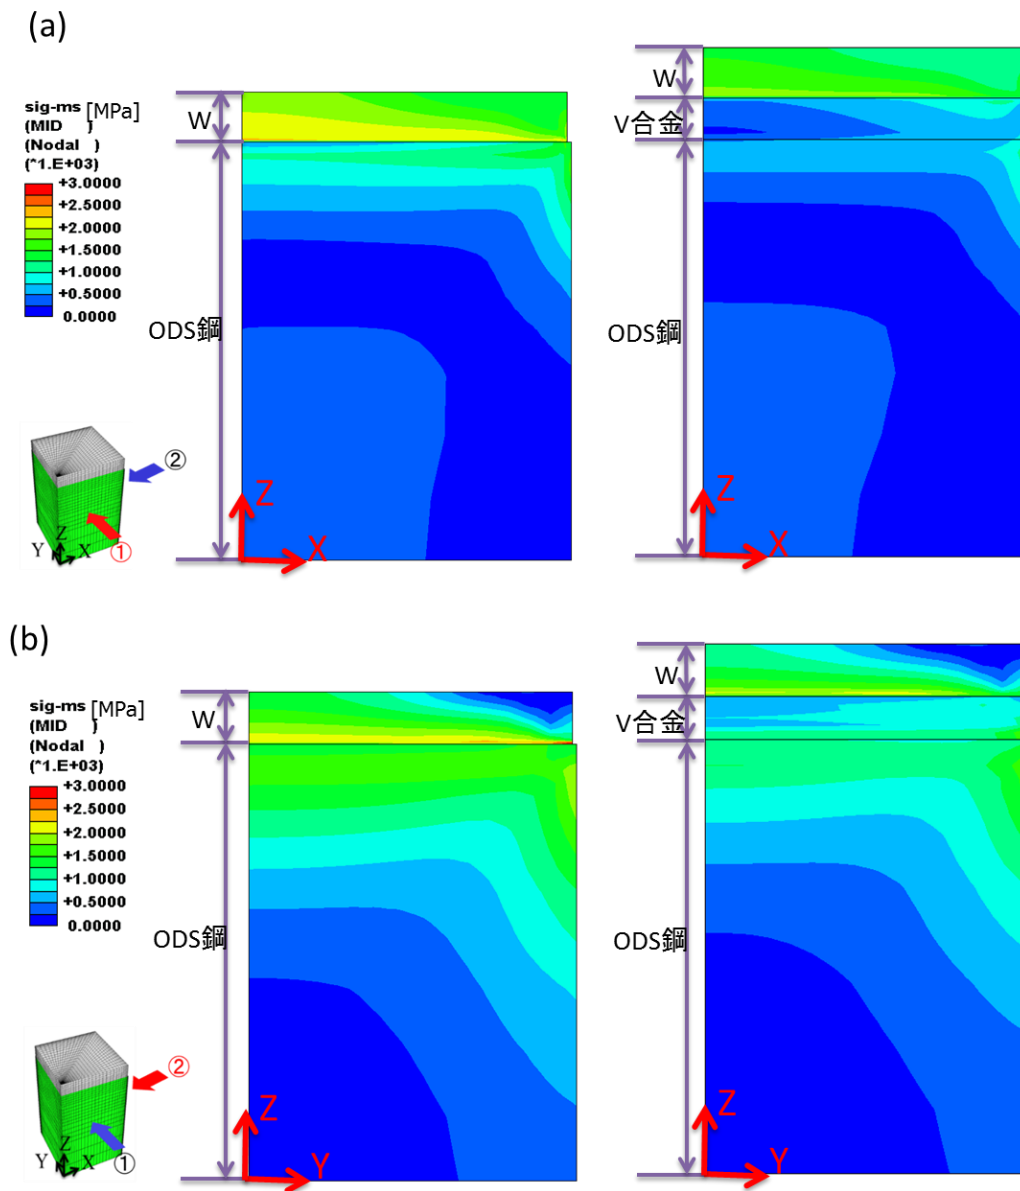 (a)
sig-ms [MPa]
(MID )
(Nodal )
(*1.E+03)
+3.0000
+2.5000
+2.0000
+1.5000
+1.0000
+0.5000
0.0000
W
ODS鋼
Z
X
W
V合金
ODS鋼
Z
X
②
①
Z
Y
X
(b)
sig-ms [MPa]
(MID )
(Nodal )
(*1.E+03)
+3.0000
+2.5000
+2.0000
+1.5000
+1.0000
+0.5000
0.0000
W
ODS鋼
Z
Y
W
V合金
ODS鋼
Z
Y
②
①
Z
Y
X